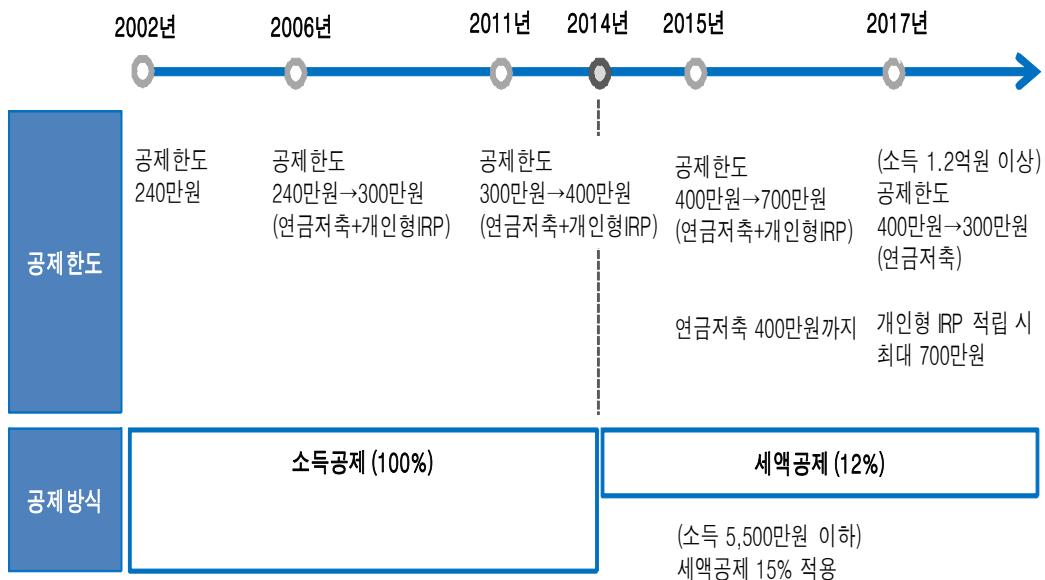 2002년
2006년
2011년
2014년
2015년
2017년
공제한도
공제한도
240만원
공제한도
240만원→300만원
(연금저축+개인형IRP)
공제한도
300만원→400만원
(연금저축+개인형IRP)
공제한도
400만원→700만원
(연금저축+개인형IRP)
연금저축 400만원까지
(소득 1.2억원 이상)
공제한도
400만원→300만원
(연금저축)
개인형 IRP 적립 시
최대 700만원
공제방식
소득공제 (100%)
세액공제 (12%)
(소득 5,500만원 이하)
세액공제 15% 적용